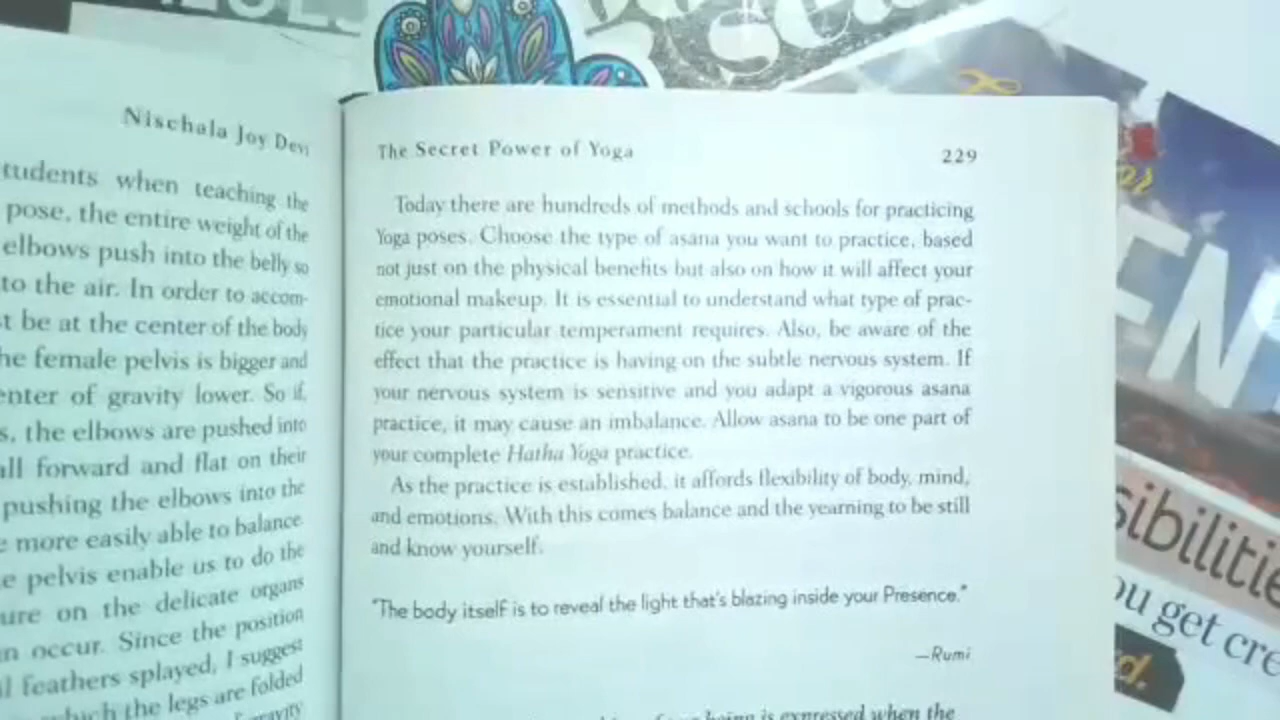 Nischala Joy Devi
tudents when teaching the
pose, the entire weight of the
elbows push into the belly so
to the air. In order to accom-
t be at the center of the body
he female pelvis is bigger and
enter of gravity lower. So if,
s, the elbows are pushed into
all forward and flat on their
pushing the elbows into the
e more easily able to balance
e pelvis enable us to do the
ure on the delicate organs
n occur. Since the position
l feathers splayed, I suggest
which the legs are folded
gravity
The Secret Power of Yoga
229
Today there are hundreds of methods and schools for practicing
Yoga poses. Choose the type of asana you want to practice, based
not just on the physical benefits but also on how it will affect your
emotional makeup. It is essential to understand what type of prac-
tice your particular temperament requires. Also, be aware of the
effect that the practice is having on the subtle nervous system. If
your nervous system is sensitive and you adapt a vigorous asana
practice, it may cause an imbalance. Allow asana to be one part of
your complete Hatha Yoga practice.
As the practice is established, it affords flexibility of body, mind,
and emotions. With this comes balance and the yearning to be still
and know yourself.
"The body itself is to reveal the light that's blazing inside your Presence."
—Rumi
being is expressed when the
EN
sibilitie
ou get cre
d.